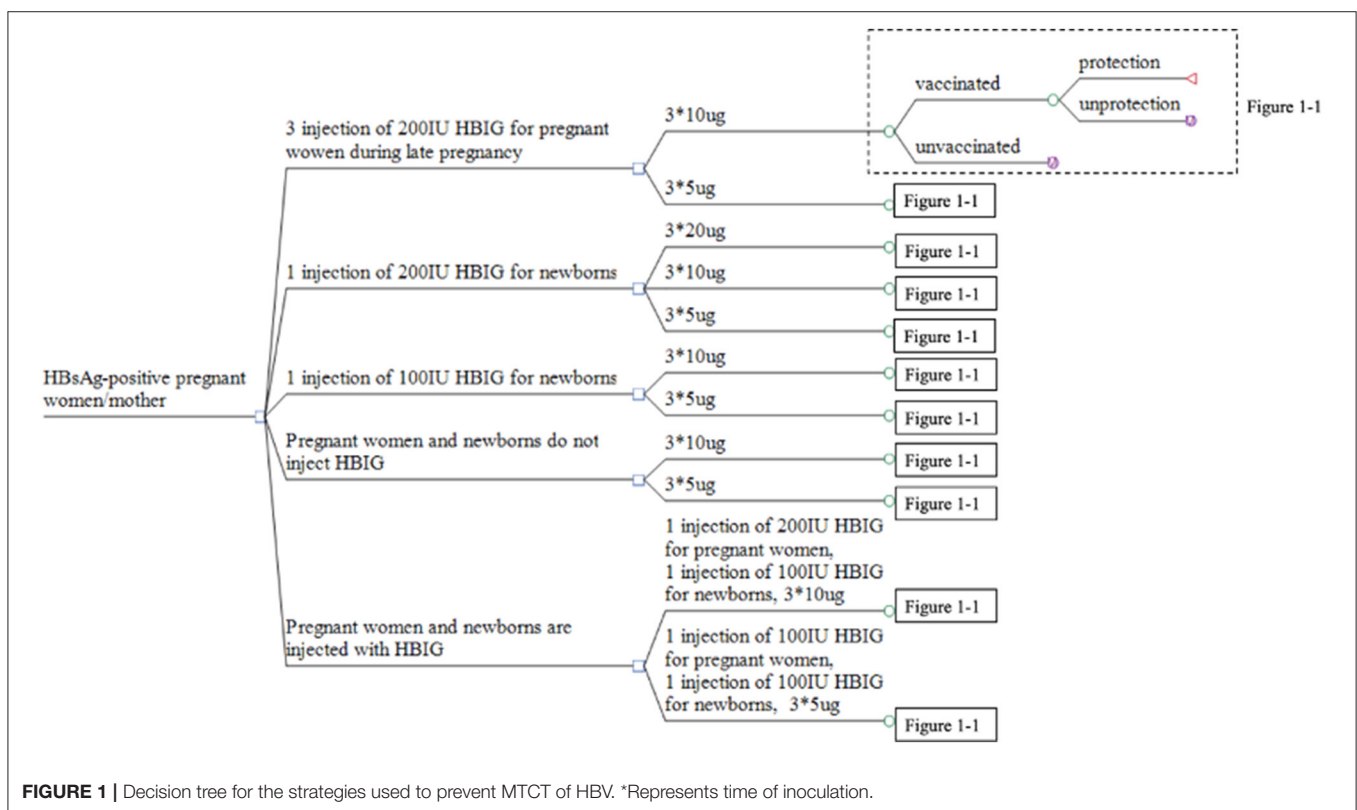 HBsAg-positive pregnant
women/mother
3 injection of 200IU HBIG for pregnant
wowen during late pregnancy
3*10ug
vaccinated
protection
unprotection
unvaccinated
Figure 1-1
3*5ug
Figure 1-1
1 injection of 200IU HBIG for newborns
3*20ug
Figure 1-1
3*10ug
Figure 1-1
3*5ug
Figure 1-1
1 injection of 100IU HBIG for newborns
3*10ug
Figure 1-1
3*5ug
Figure 1-1
Pregnant women and newborns do not
inject HBIG
3*10ug
Figure 1-1
3*5ug
Figure 1-1
Pregnant women and newborns are
injected with HBIG
1 injection of 200IU HBIG
for pregnant women,
1 injection of 100IU HBIG
for newborns, 3*10ug
Figure 1-1
1 injection of 100IU HBIG
for pregnant women,
1 injection of 100IU HBIG
for newborns, 3*5ug
Figure 1-1
FIGURE 1 | Decision tree for the strategies used to prevent MTCT of HBV. *Represents time of inoculation.